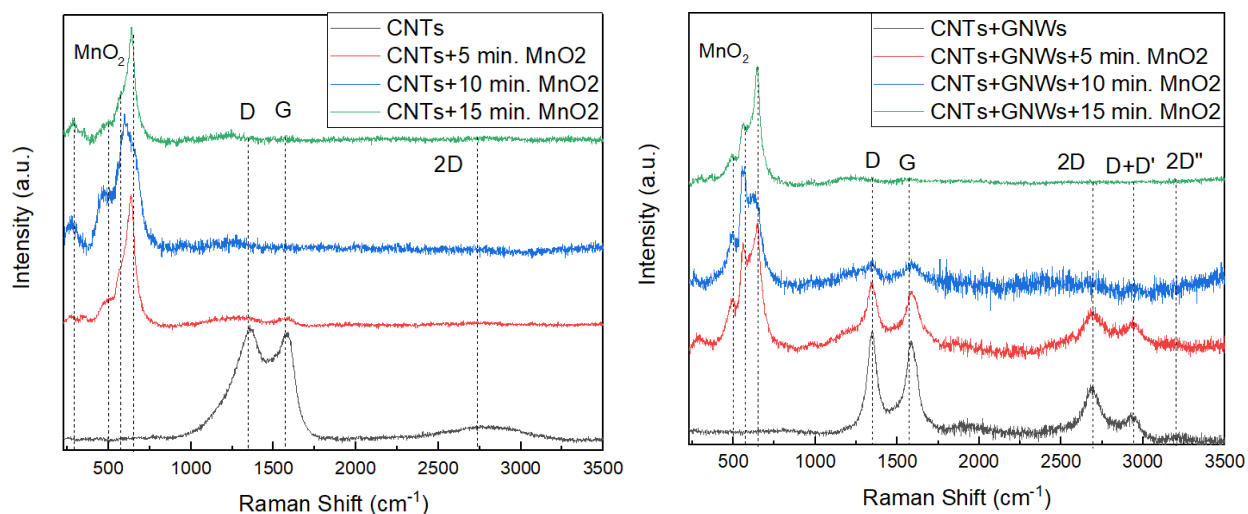 CNTs
CNTs+5 min. MnO2
CNTs+10 min. MnO2
CNTs+15 min. MnO2
MnO₂
D
G
2D
Intensity (a.u.)
500
1000
1500
2000
2500
3000
3500
Raman Shift (cm⁻¹)
CNTs+GNWs
CNTs+GNWs+5 min. MnO2
CNTs+GNWs+10 min. MnO2
CNTs+GNWs+15 min. MnO2
MnO₂
D
G
2D
D+D'
2D"
Intensity (a.u.)
500
1000
1500
2000
2500
3000
3500
Raman Shift (cm⁻¹)